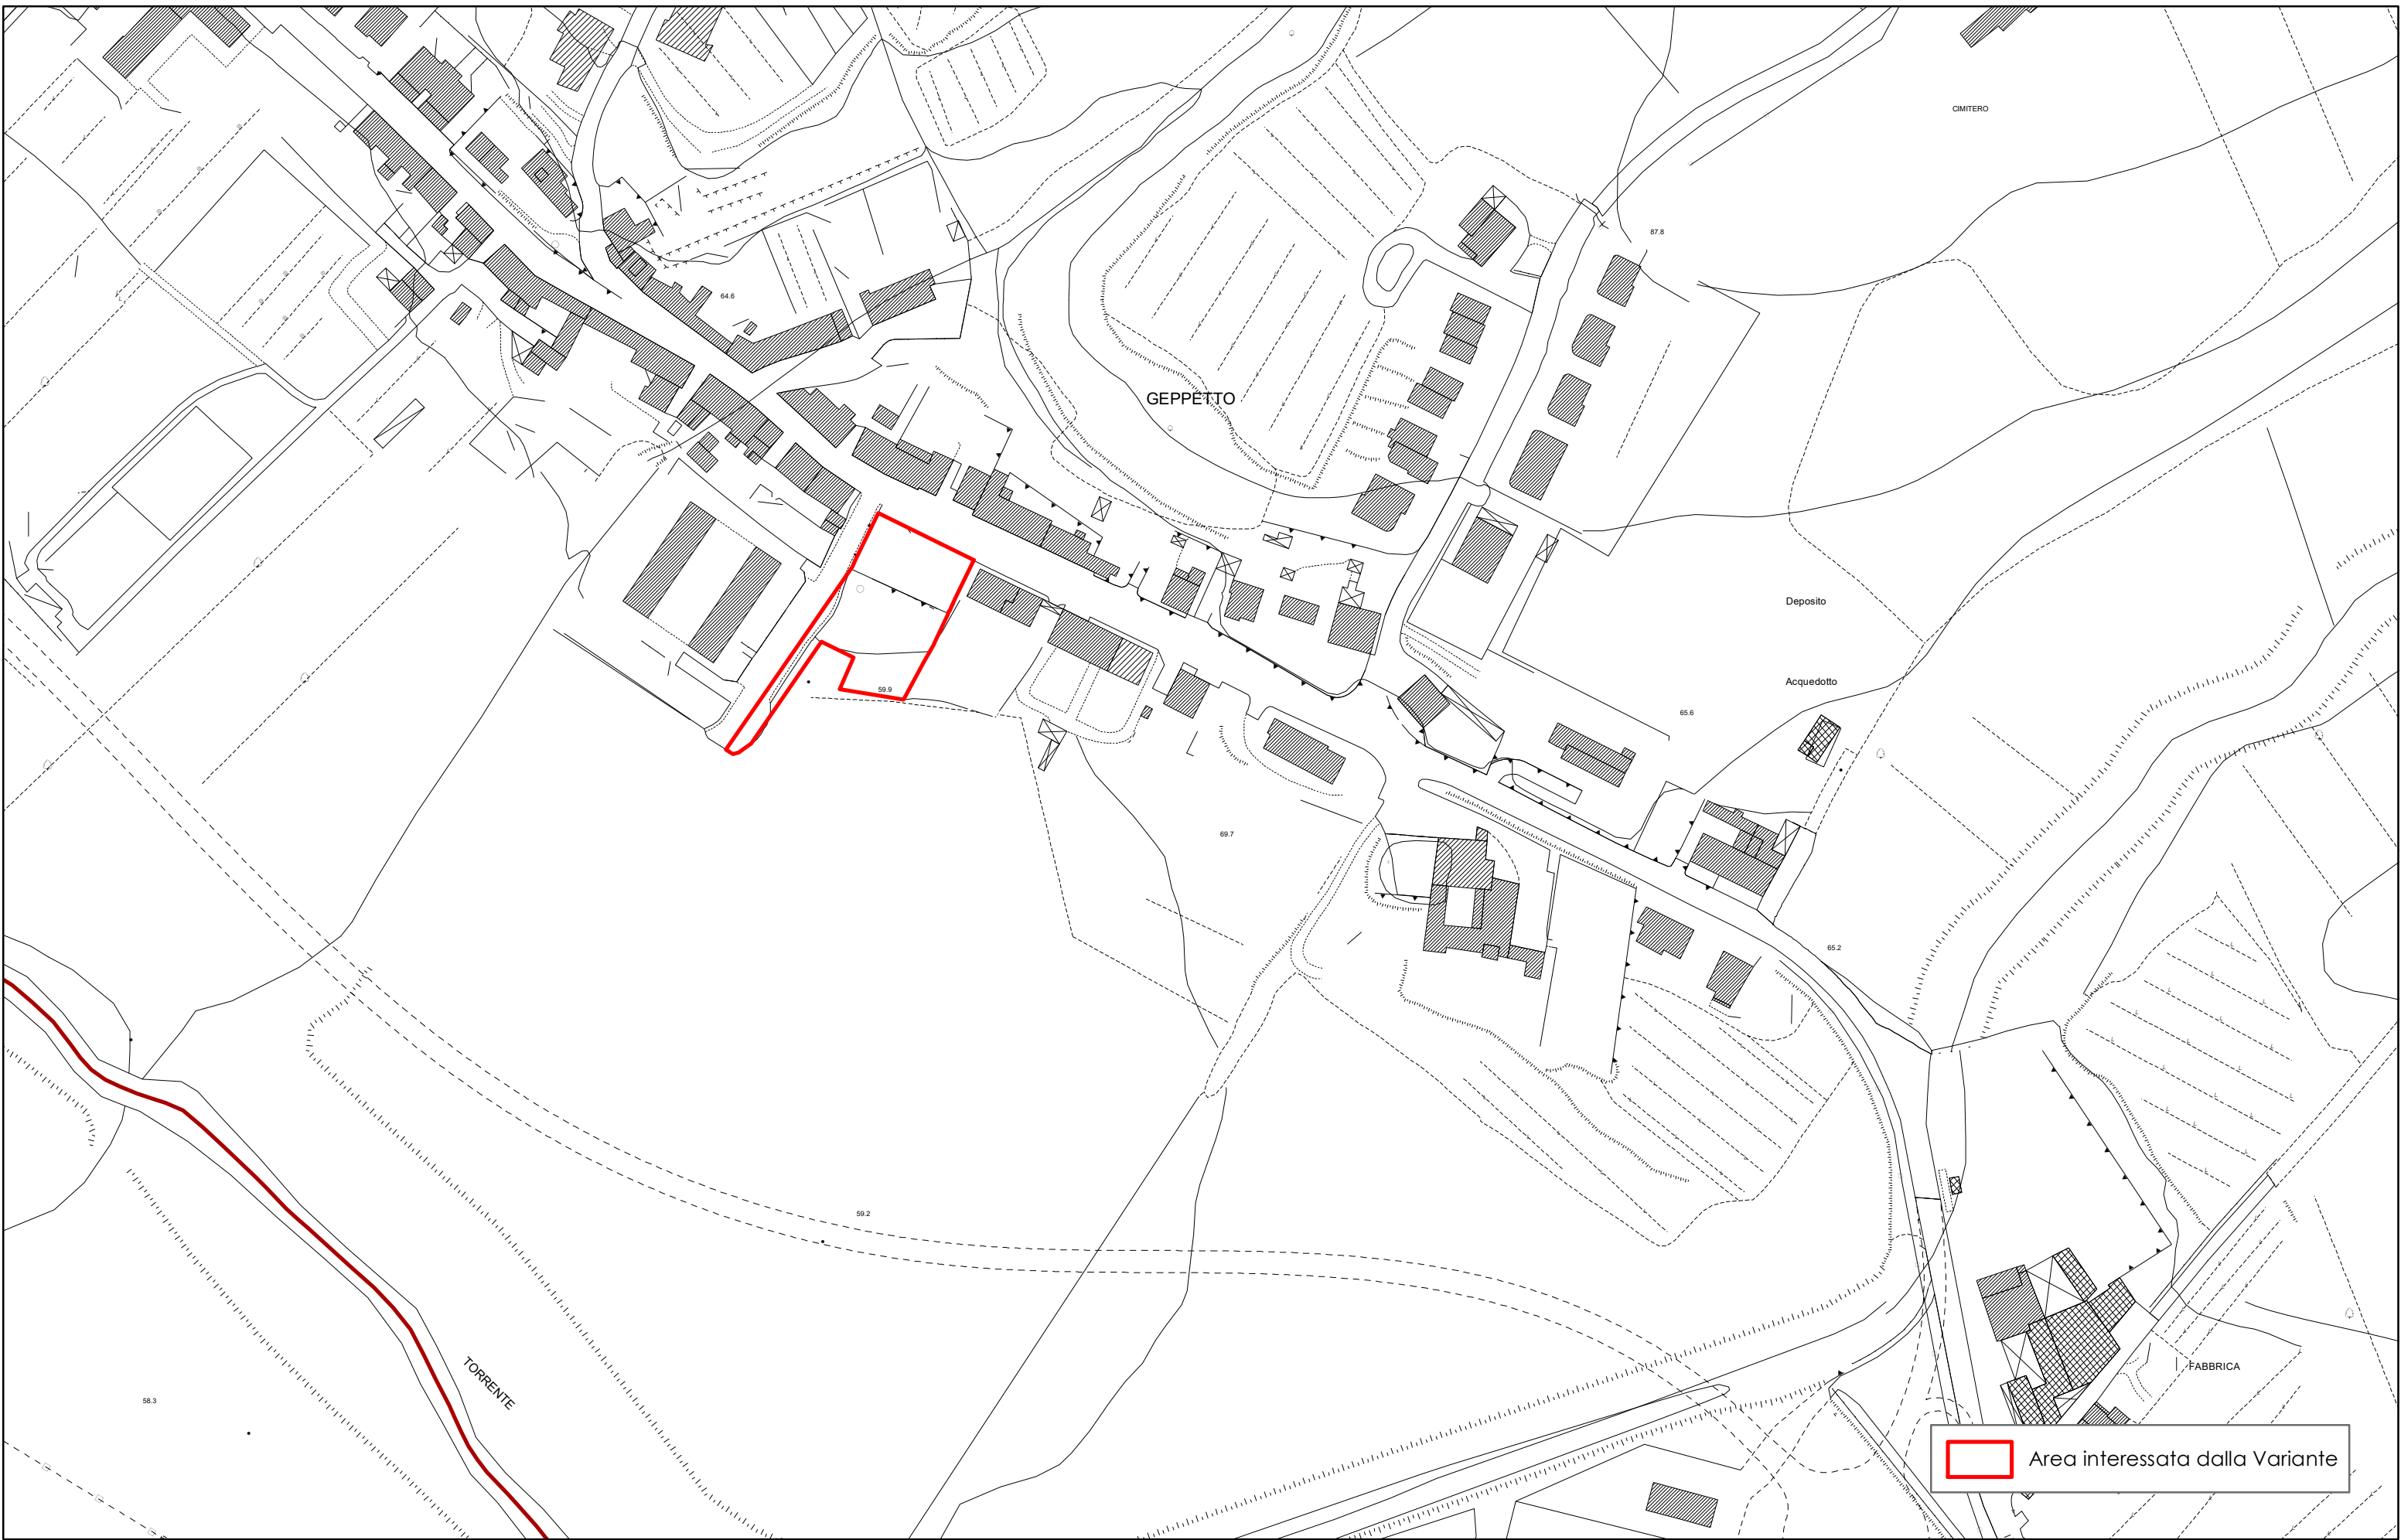 CIMITERO
87.8
64.6
GEPPETTO
Deposito
Acquedotto
59.9
65.6
69.7
65.2
59.2
TORRENTE
58.3
FABBRICA
Area interessata dalla Variante